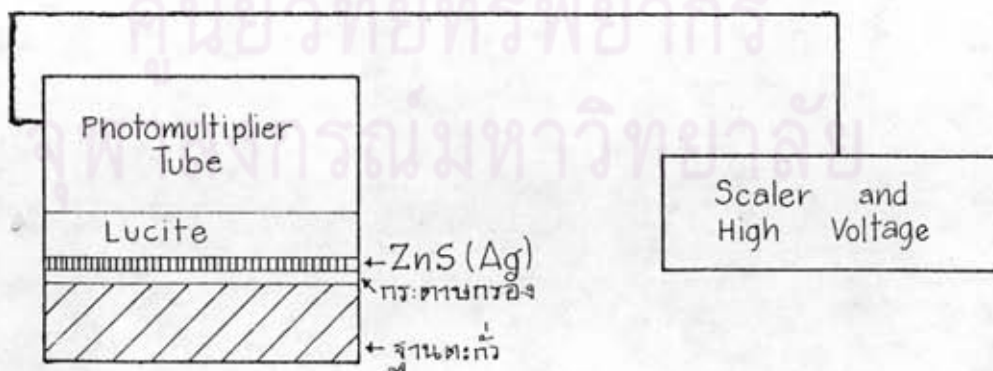 ศูนย์วิทยทรัพยากร
จุฬาลงกรณ์มหาวิทยาลัย
Photomultiplier
Tube
Scaler and
High Voltage
Lucite
ZnS (Ag)
กระดาษกรอง
ฐานตะกั่ว